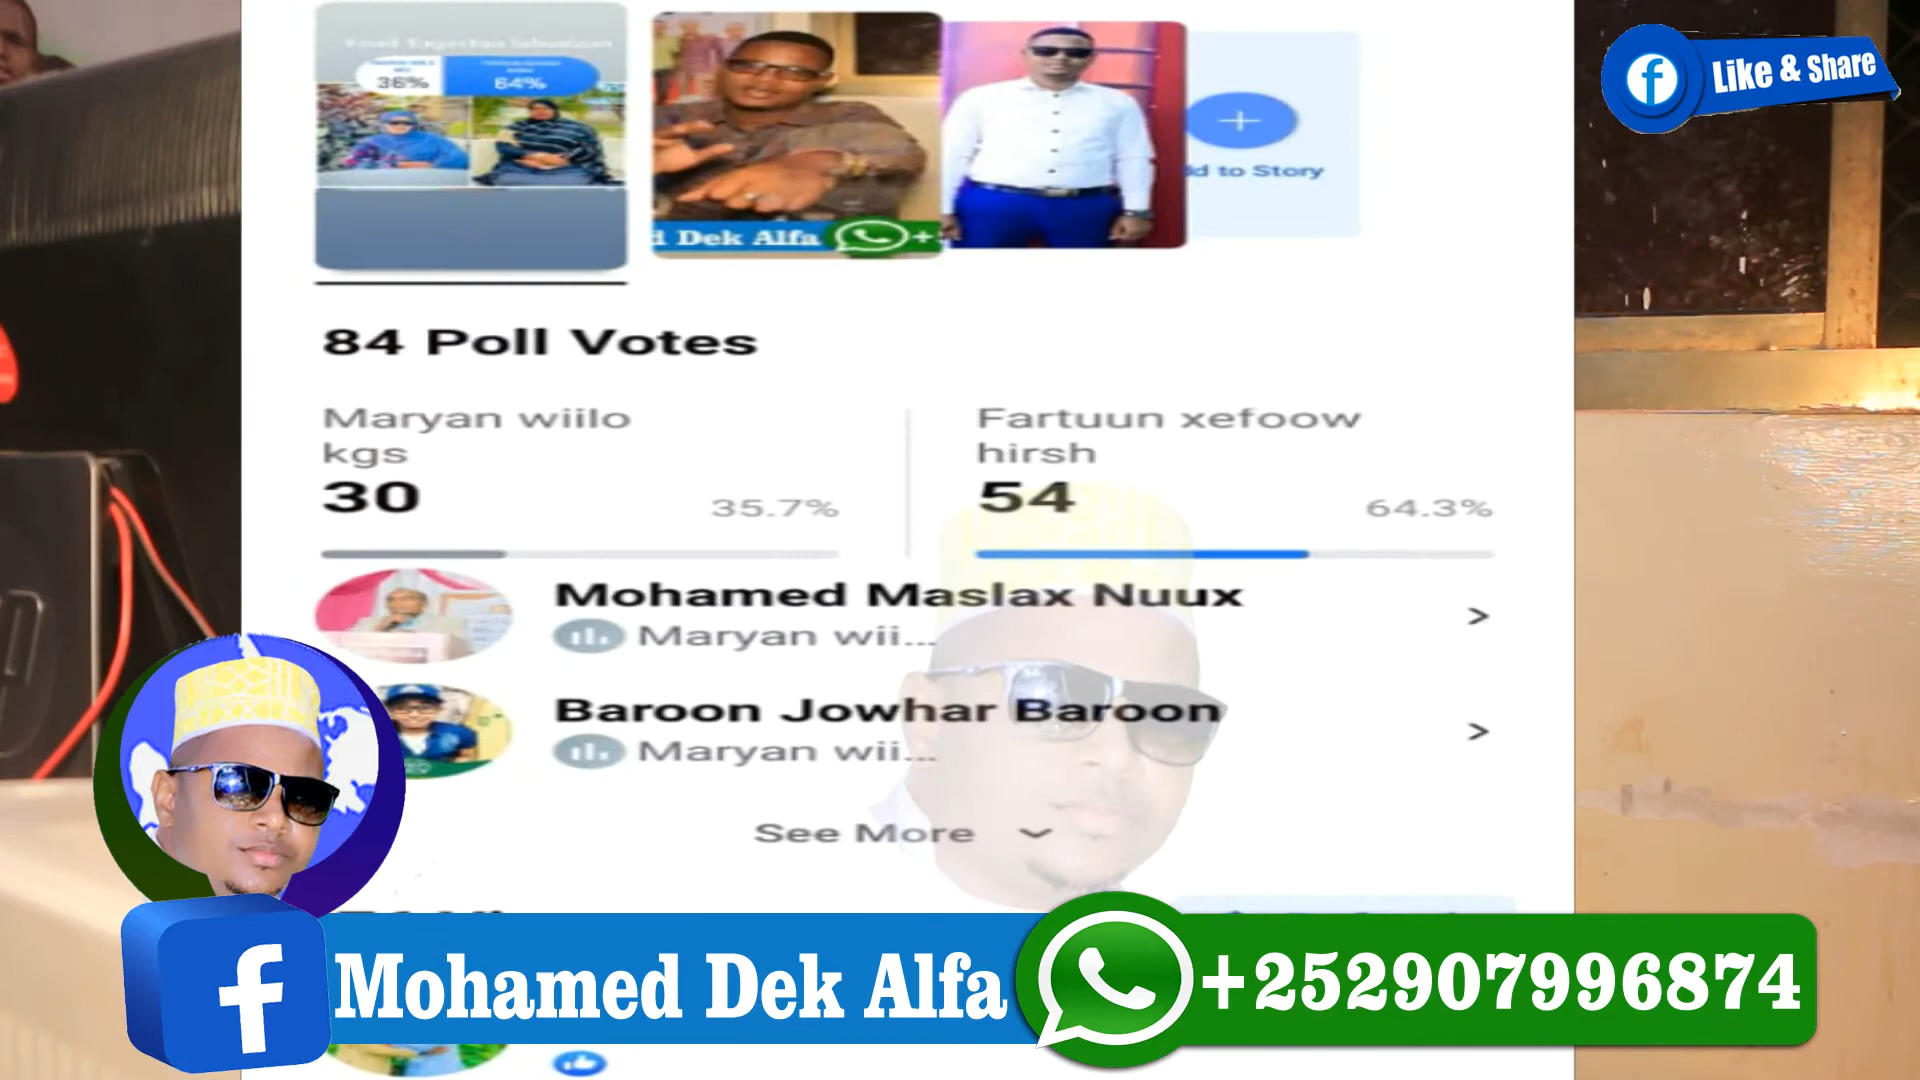 36%
64%
Like & Share
d Dek Alfa
+
dd to Story
84 Poll Votes
Maryan wiilo
kgs
30
35.7%
Fartuun xefoow
hirsh
54
64.3%
Mohamed Maslax Nuux
Maryan wii...
Baroon Jowhar Baroon
Maryan wii...
See More
Mohamed Dek Alfa
+252907996874